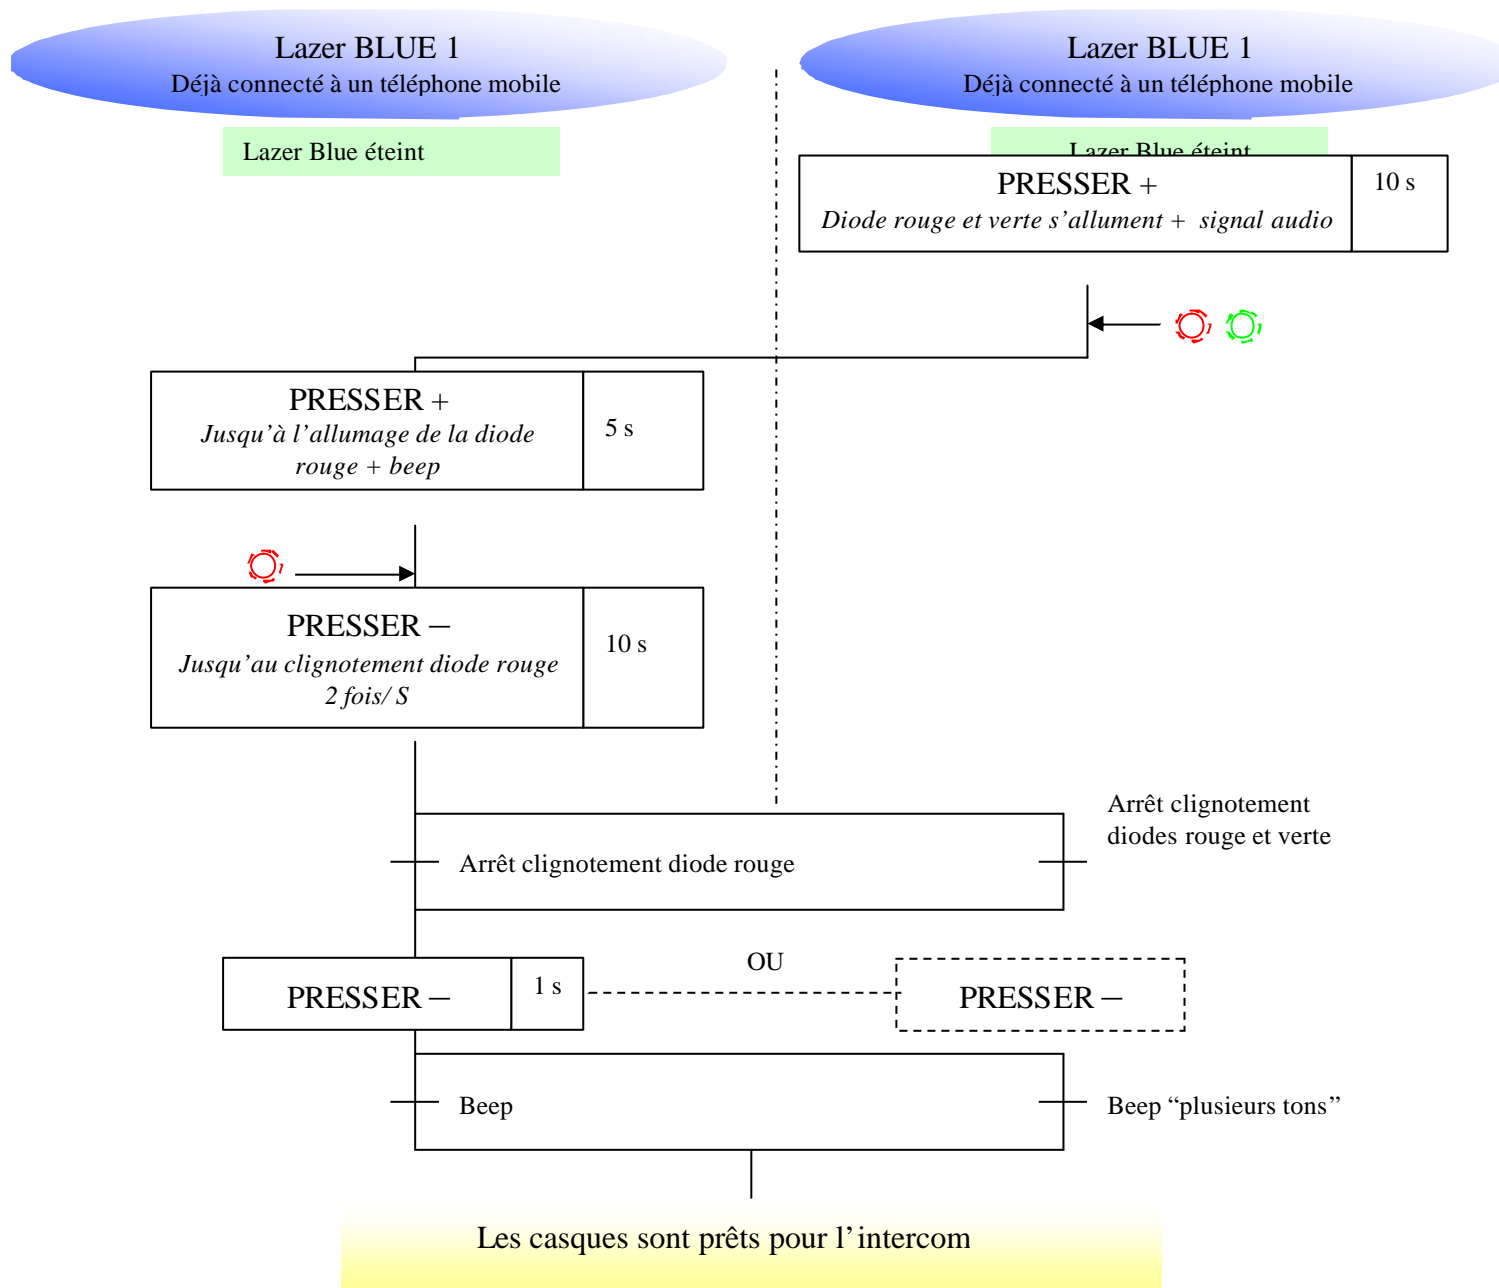 Lazer BLUE 1
Déjà connecté à un téléphone mobile
Lazer Blue éteint
Lazer BLUE 1
Déjà connecté à un téléphone mobile
Lazer Blue éteint
PRESSER +
10 s
Diode rouge et verte s’allument + signal audio
PRESSER +
Jusqu’à l’allumage de la diode
rouge + beep
5 s
PRESSER –
Jusqu’au clignotement diode rouge
2 fois/ S
10 s
Arrêt clignotement
diodes rouge et verte
Arrêt clignotement diode rouge
PRESSER –
1 s
OU
PRESSER –
Beep
Beep “plusieurs tons”
Les casques sont prêts pour l’intercom